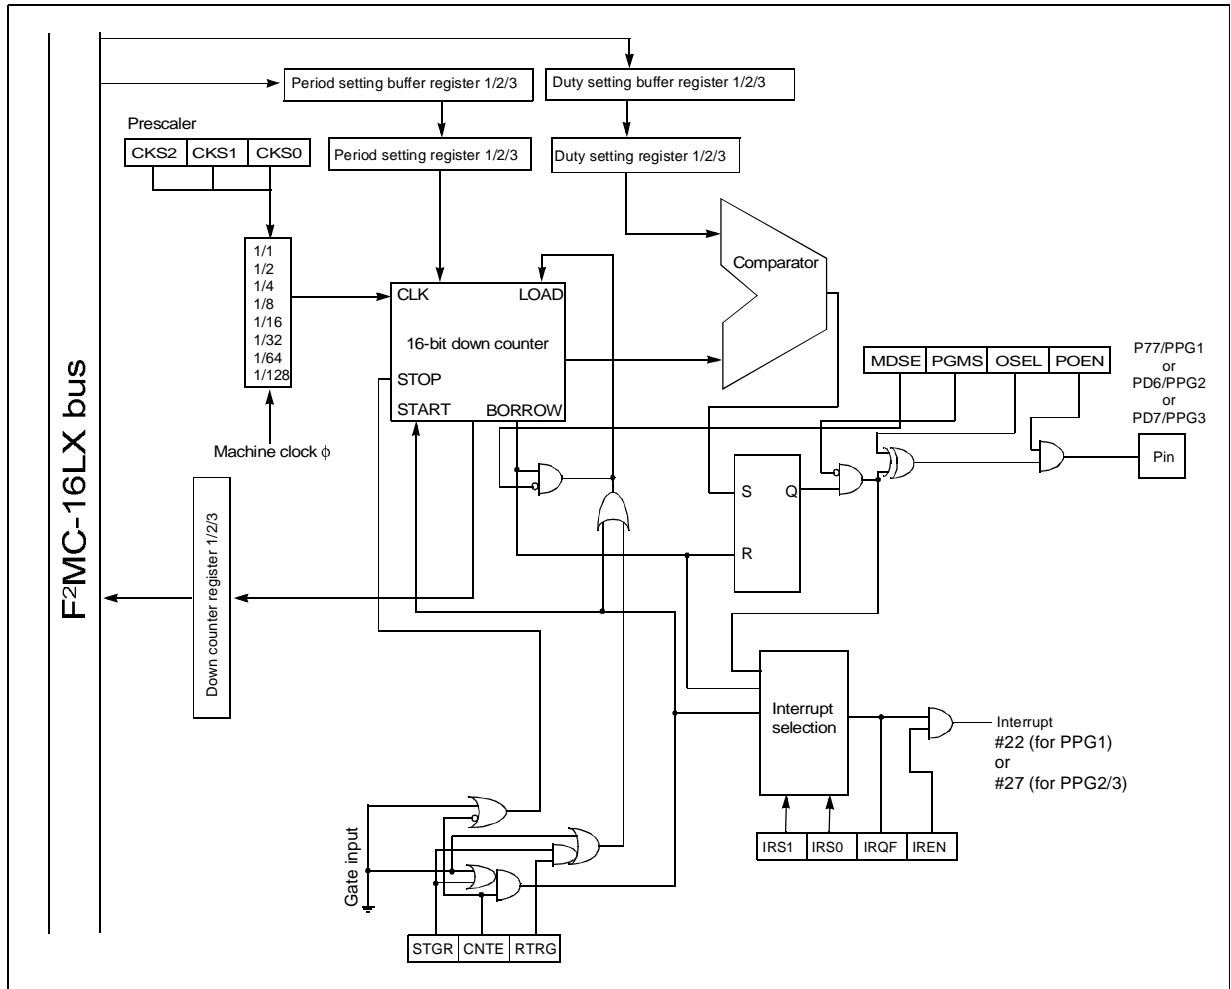 Period setting buffer register 1/2/3
Duty setting buffer register 1/2/3
Prescaler
CKS2 CKS1 CKS0
Period setting register 1/2/3
Duty setting register 1/2/3
1/1
1/2
1/4
1/8
1/16
1/32
1/64
1/128
Machine clock ϕ
CLK LOAD
16-bit down counter
STOP
START BORROW
Comparator
MDSE PGMS OSEL POEN
P77/PPG1
or
PD6/PPG2
or
PD7/PPG3
Pin
S Q
R
F²MC-16LX bus
Down counter register 1/2/3
Interrupt
selection
Interrupt
#22 (for PPG1)
or
#27 (for PPG2/3)
IRS1 IRS0 IRQF IREN
Gate input
STGR CNTE RTRG